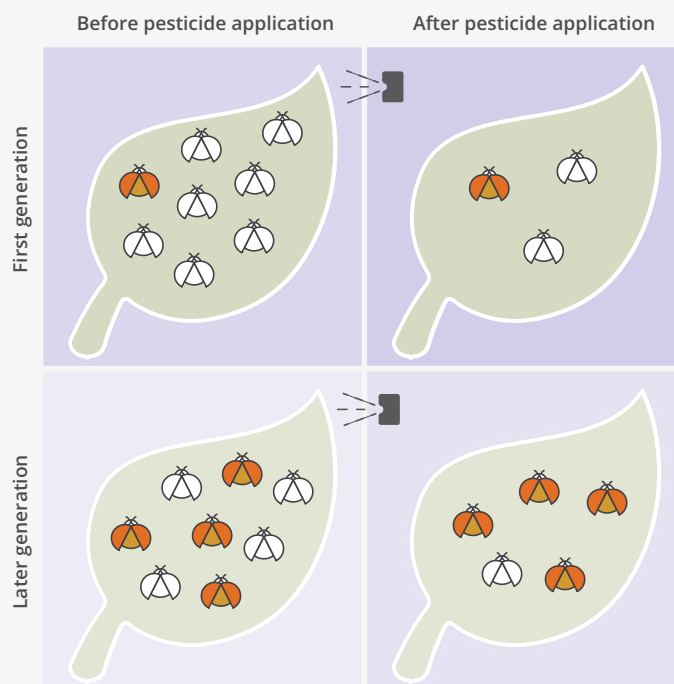 Before pesticide application
After pesticide application
First generation
Later generation